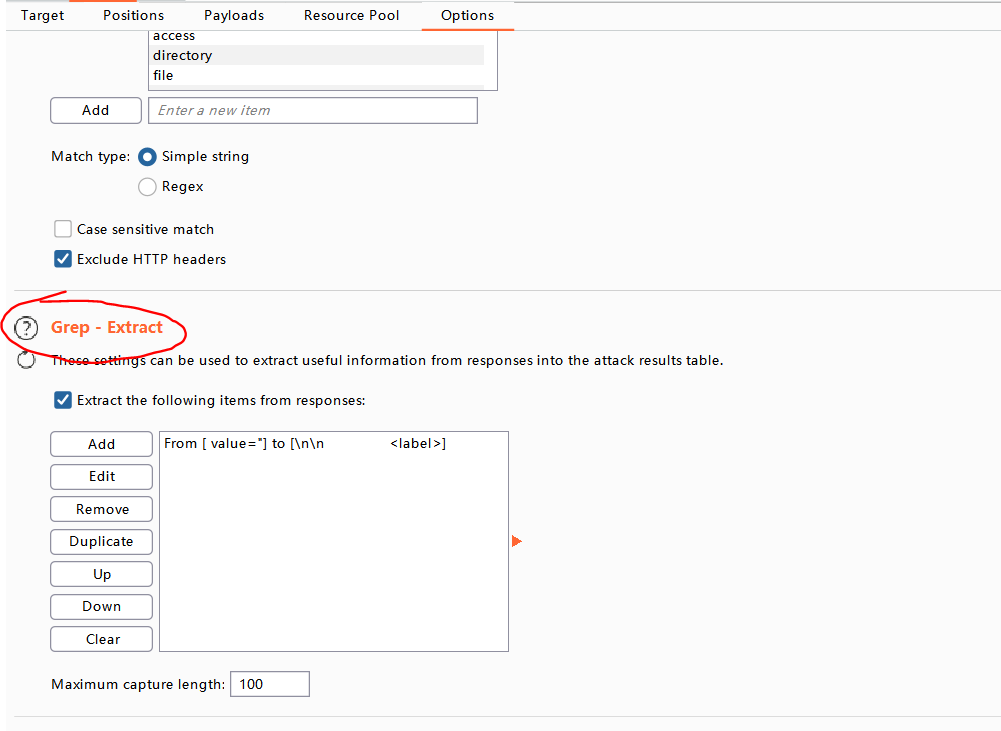 Target Positions Payloads Resource Pool Options
access
directory
file
Add Enter a new item
Match type: Simple string
Regex
Case sensitive match
Exclude HTTP headers
? Grep - Extract
These settings can be used to extract useful information from responses into the attack results table.
Extract the following items from responses:
Add From [ value="] to [\n\n <label>]
Edit
Remove
Duplicate
Up
Down
Clear
Maximum capture length: 100